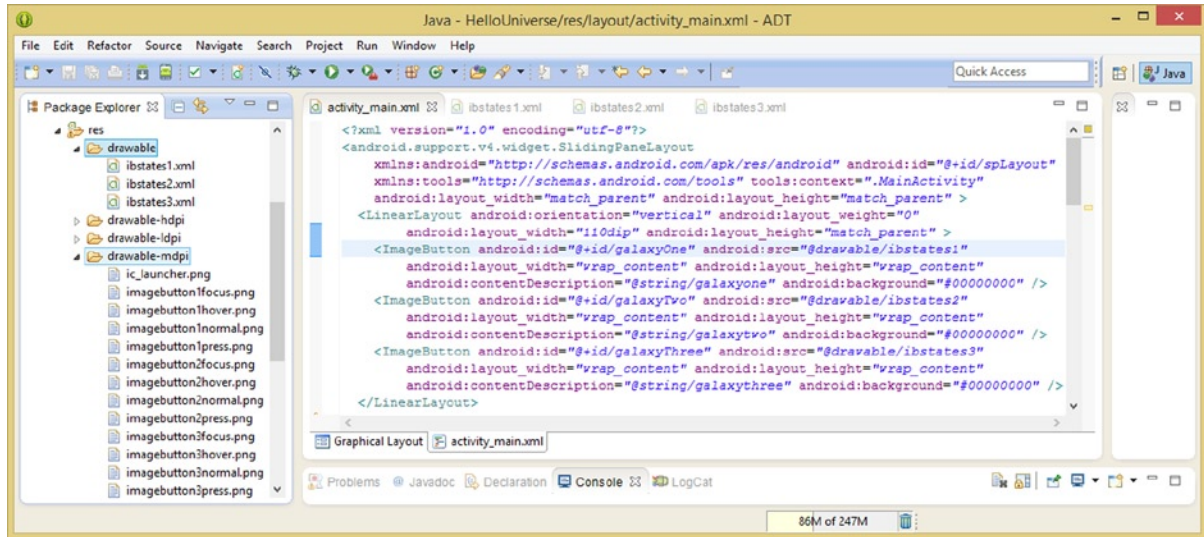 Java - HelloUniverse/res/layout/activity_main.xml - ADT
File Edit Refactor Source Navigate Search Project Run Window Help
Quick Access
Java
Package Explorer
res
drawable
ibstates1.xml
ibstates2.xml
ibstates3.xml
drawable-hdpi
drawable-ldpi
drawable-mdpi
ic_launcher.png
imagebutton1focus.png
imagebutton1hover.png
imagebutton1normal.png
imagebutton1press.png
imagebutton2focus.png
imagebutton2hover.png
imagebutton2normal.png
imagebutton2press.png
imagebutton3focus.png
imagebutton3hover.png
imagebutton3normal.png
imagebutton3press.png
activity_main.xml ibstates1.xml ibstates2.xml ibstates3.xml
<?xml version="1.0" encoding="utf-8"?>
<android.support.v4.widget.SlidingPaneLayout
xmlns:android="http://schemas.android.com/apk/res/android" android:id="@+id/spLayout"
xmlns:tools="http://schemas.android.com/tools" tools:context=".MainActivity"
android:layout_width="match_parent" android:layout_height="match_parent" >
<LinearLayout android:orientation="vertical" android:layout_weight="0"
android:layout_width="110dip" android:layout_height="match_parent" >
<ImageButton android:id="@+id/galaxyOne" android:src="@drawable/ibstates1"
android:layout_width="wrap_content" android:layout_height="wrap_content"
android:contentDescription="@string/galaxyone" android:background="#00000000" />
<ImageButton android:id="@+id/galaxyTwo" android:src="@drawable/ibstates2"
android:layout_width="wrap_content" android:layout_height="wrap_content"
android:contentDescription="@string/galaxytwo" android:background="#00000000" />
<ImageButton android:id="@+id/galaxyThree" android:src="@drawable/ibstates3"
android:layout_width="wrap_content" android:layout_height="wrap_content"
android:contentDescription="@string/galaxythree" android:background="#00000000" />
</LinearLayout>
Graphical Layout activity_main.xml
Problems @ Javadoc Declaration Console LogCat
86M of 247M